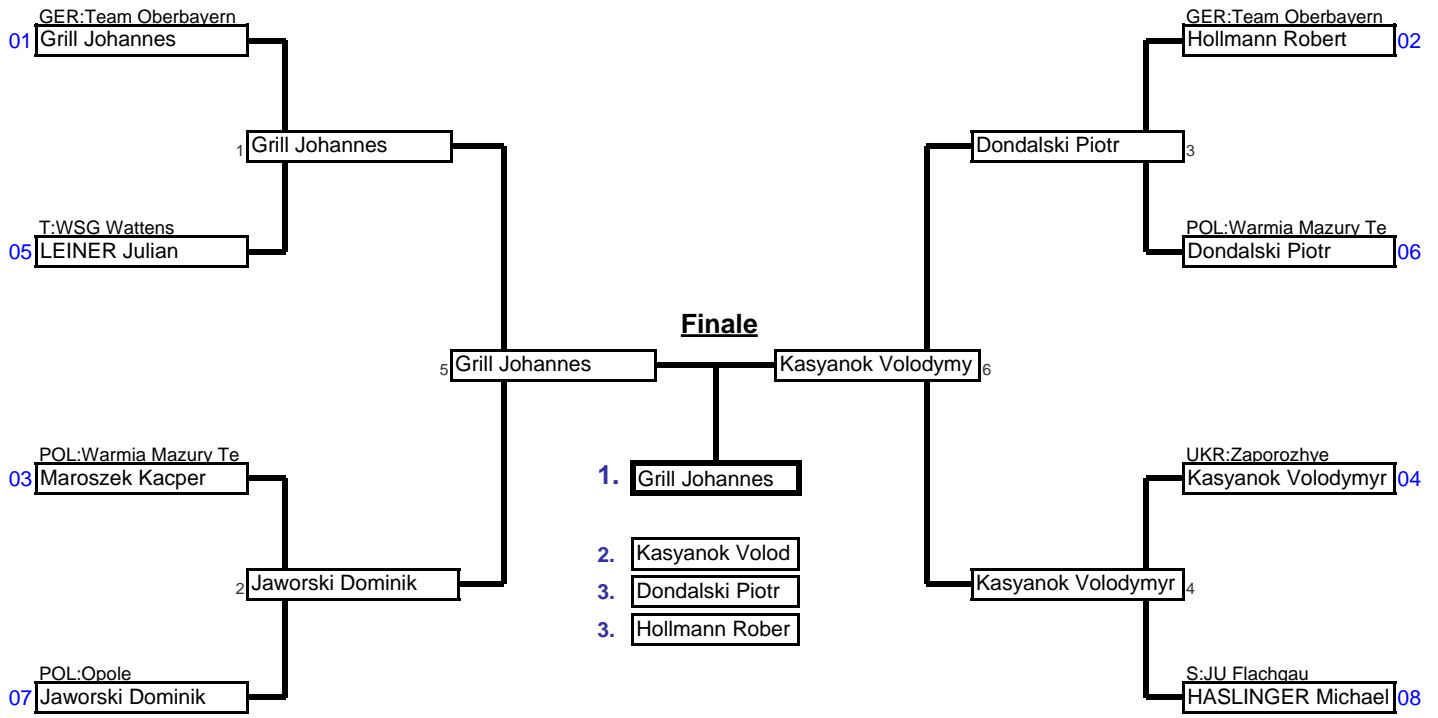 GER:Team Oberbayern
01 Grill Johannes
GER:Team Oberbayern
Hollmann Robert 02
1 Grill Johannes
Dondalski Piotr 3
T:WSG Wattens
05 LEINER Julian
POL:Warmia Mazury Te
Dondalski Piotr 06
Finale
5 Grill Johannes
Kasyanok Volodymy 6
POL:Warmia Mazury Te
03 Maroszek Kacper
1. Grill Johannes
UKR:Zaporozhye
Kasyanok Volodymyr 04
2. Kasyanok Volod
3. Dondalski Piotr
3. Hollmann Rober
2 Jaworski Dominik
Kasyanok Volodymyr 4
POL:Opole
07 Jaworski Dominik
S:JU Flachgau
HASLINGER Michael 08